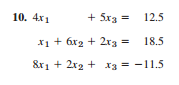 10. 4x₁ + 5x₃ = 12.5
x₁ + 6x₂ + 2x₃ = 18.5
8x₁ + 2x₂ + x₃ = −11.5